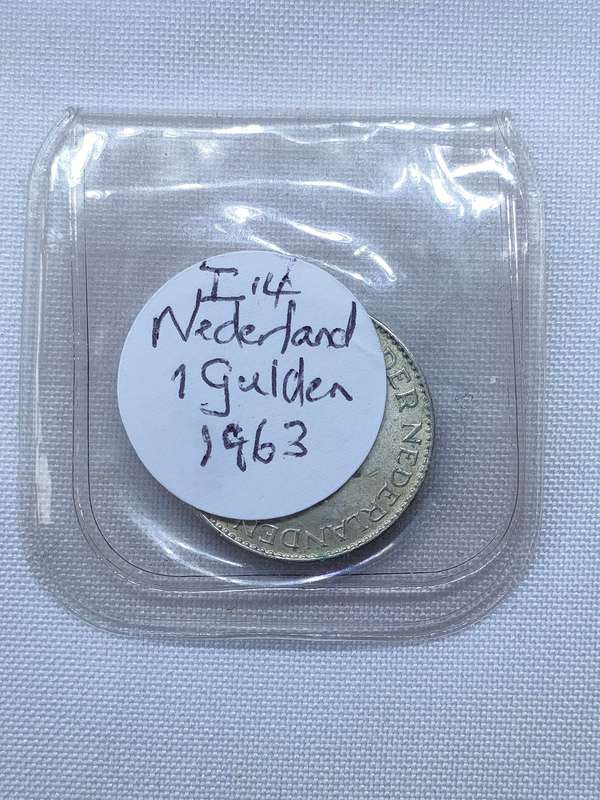 I.14
Nederland
1 Gulden
1963
DER NEDERLANDEN